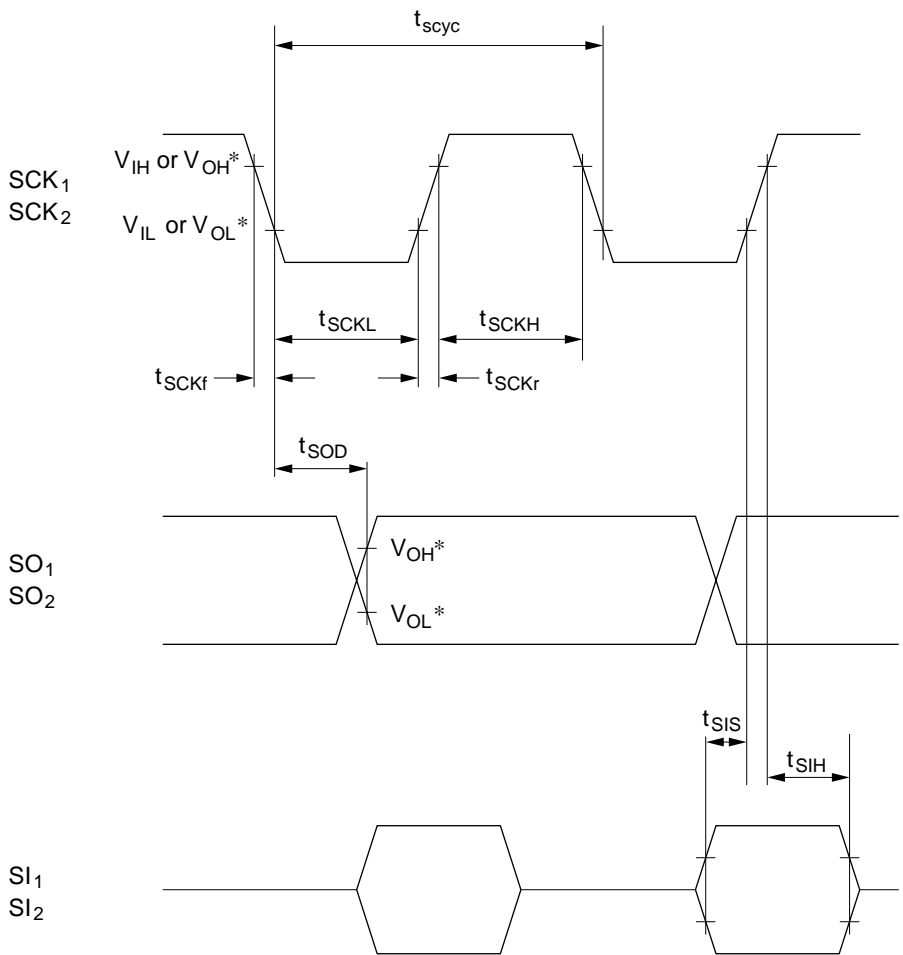 tscyc
SCK1
SCK2
VIH or VOH*
VIL or VOL*
tSCKL
tSCKH
tSCKf
tSCKr
tSOD
SO1
SO2
VOH*
VOL*
tSIS
tSIH
SI1
SI2